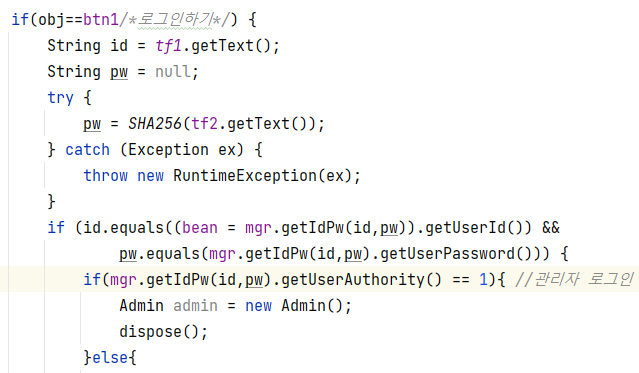 if(obj==btn1/*로그인하기*/) {
String id = tf1.getText();
String pw = null;
try {
pw = SHA256(tf2.getText());
} catch (Exception ex) {
throw new RuntimeException(ex);
}
if (id.equals((bean = mgr.getIdPw(id,pw)).getUserId()) &&
pw.equals(mgr.getIdPw(id,pw).getUserPassword())) {
if(mgr.getIdPw(id,pw).getUserAuthority() == 1){ //관리자 로그인
Admin admin = new Admin();
dispose();
}else{